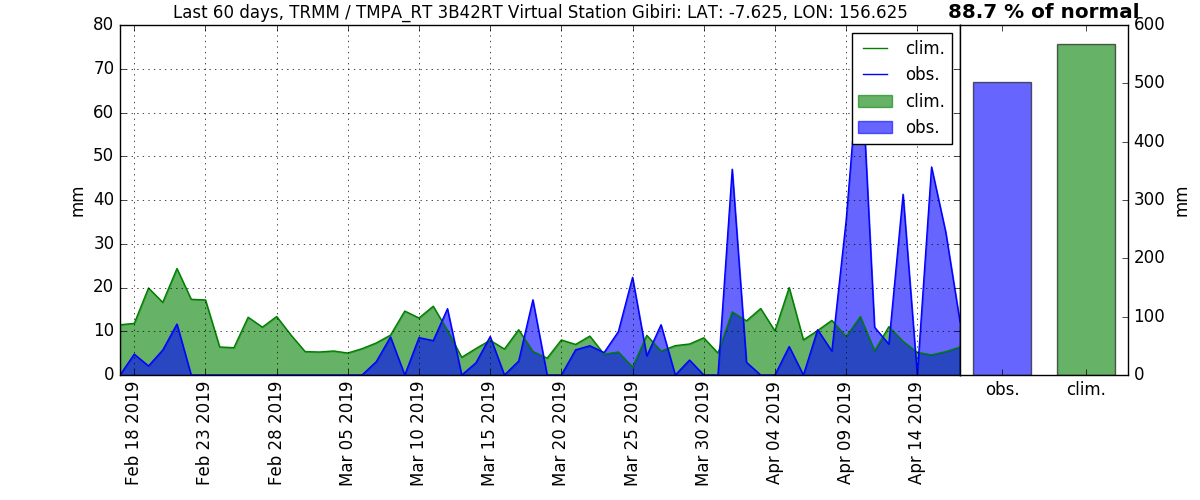 Last 60 days, TRMM / TMPA_RT 3B42RT Virtual Station Gibiri: LAT: -7.625, LON: 156.625
88.7 % of normal
80
70
60
50
40
30
20
10
0
mm
clim.
obs.
clim.
obs.
600
500
400
300
200
100
0
mm
obs.
clim.
Feb 18 2019
Feb 23 2019
Feb 28 2019
Mar 05 2019
Mar 10 2019
Mar 15 2019
Mar 20 2019
Mar 25 2019
Mar 30 2019
Apr 04 2019
Apr 09 2019
Apr 14 2019